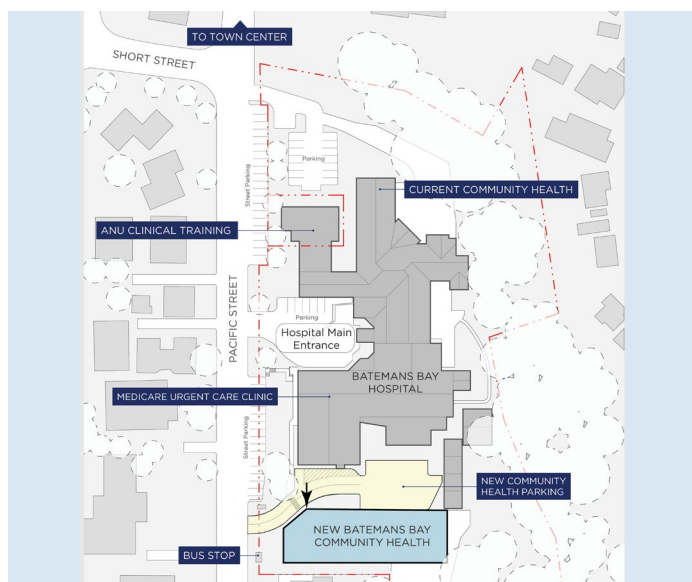 TO TOWN CENTER
SHORT STREET
Parking
Street Parking
CURRENT COMMUNITY HEALTH
ANU CLINICAL TRAINING
PACIFIC STREET
Parking
Hospital Main
Entrance
BATEMANS BAY
HOSPITAL
MEDICARE URGENT CARE CLINIC
Street Parking
NEW COMMUNITY
HEALTH PARKING
NEW BATEMANS BAY
COMMUNITY HEALTH
BUS STOP